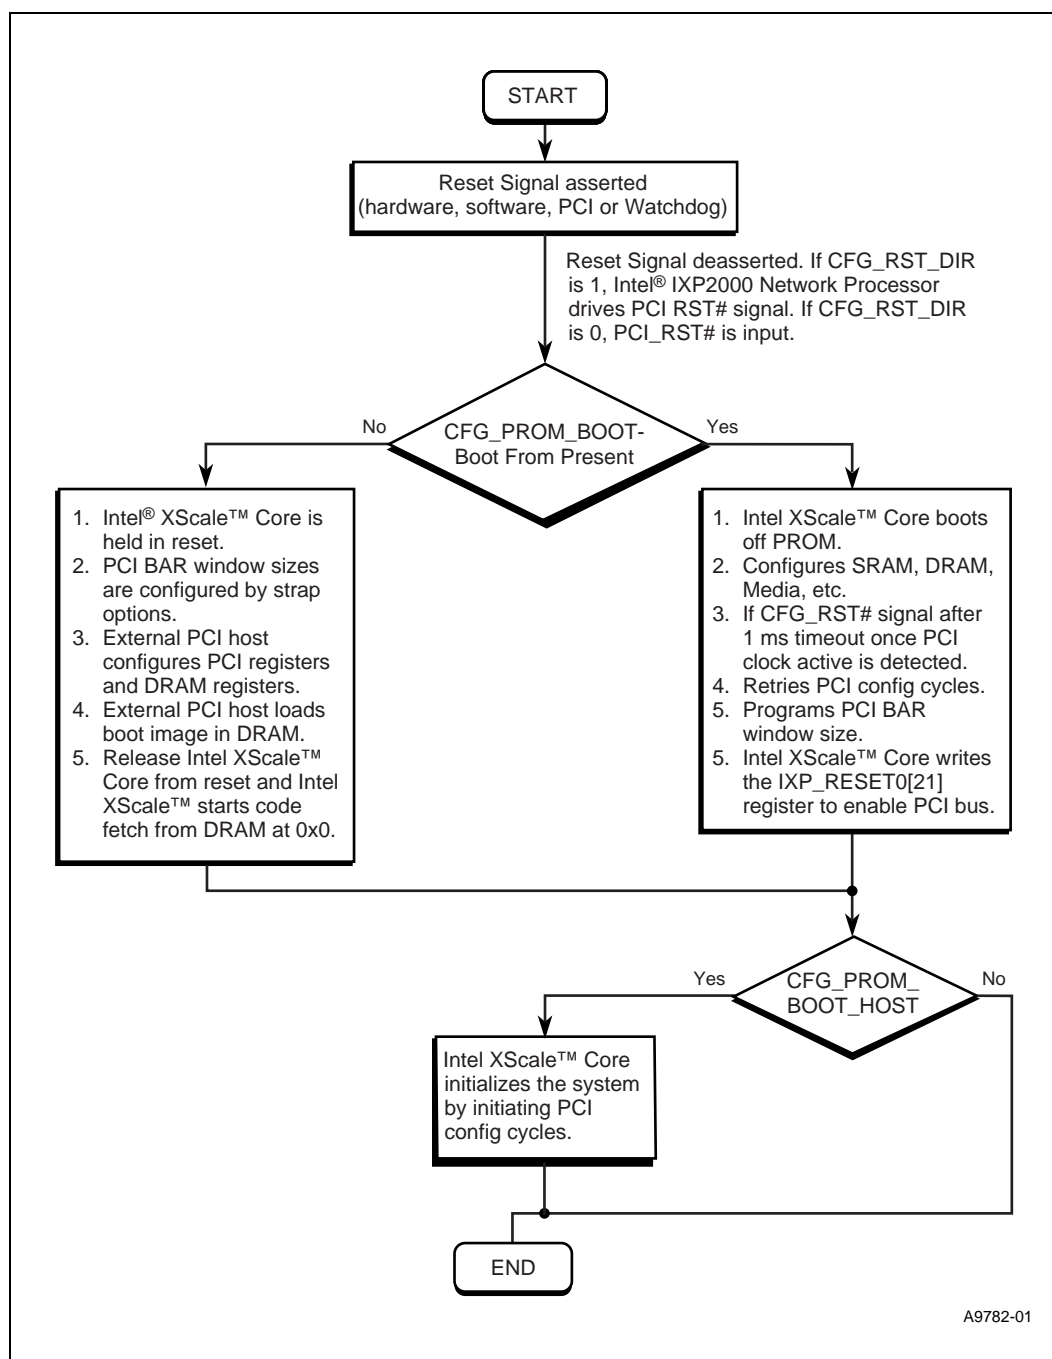 START
Reset Signal asserted
(hardware, software, PCI or Watchdog)
Reset Signal deasserted. If CFG_RST_DIR
is 1, Intel® IXP2000 Network Processor
drives PCI RST# signal. If CFG_RST_DIR
is 0, PCI_RST# is input.
No
CFG_PROM_BOOT-
Boot From Present
Yes
1. Intel® XScale™ Core is
held in reset.
2. PCI BAR window sizes
are configured by strap
options.
3. External PCI host
configures PCI registers
and DRAM registers.
4. External PCI host loads
boot image in DRAM.
5. Release Intel XScale™
Core from reset and Intel
XScale™ starts code
fetch from DRAM at 0x0.
1. Intel XScale™ Core boots
off PROM.
2. Configures SRAM, DRAM,
Media, etc.
3. If CFG_RST# signal after
1 ms timeout once PCI
clock active is detected.
4. Retries PCI config cycles.
5. Programs PCI BAR
window size.
5. Intel XScale™ Core writes
the IXP_RESET0[21]
register to enable PCI bus.
Yes
CFG_PROM_
BOOT_HOST
No
Intel XScale™ Core
initializes the system
by initiating PCI
config cycles.
END
A9782-01